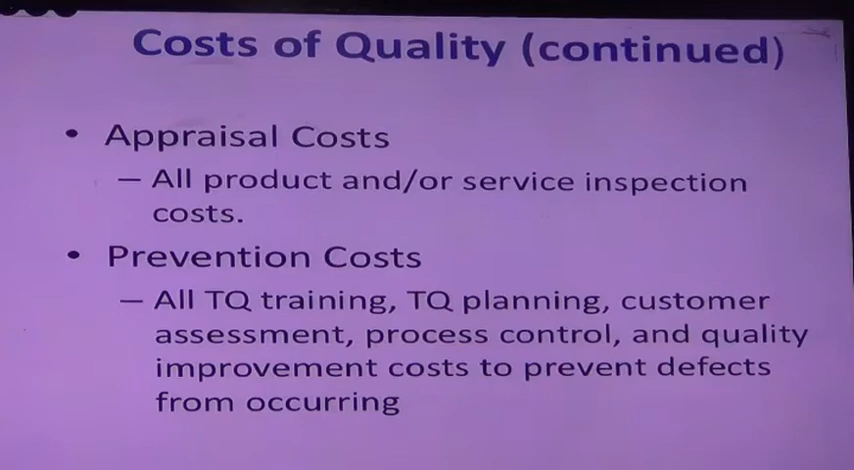 Costs of Quality (continued)
• Appraisal Costs
– All product and/or service inspection
costs.
• Prevention Costs
– All TQ training, TQ planning, customer
assessment, process control, and quality
improvement costs to prevent defects
from occurring